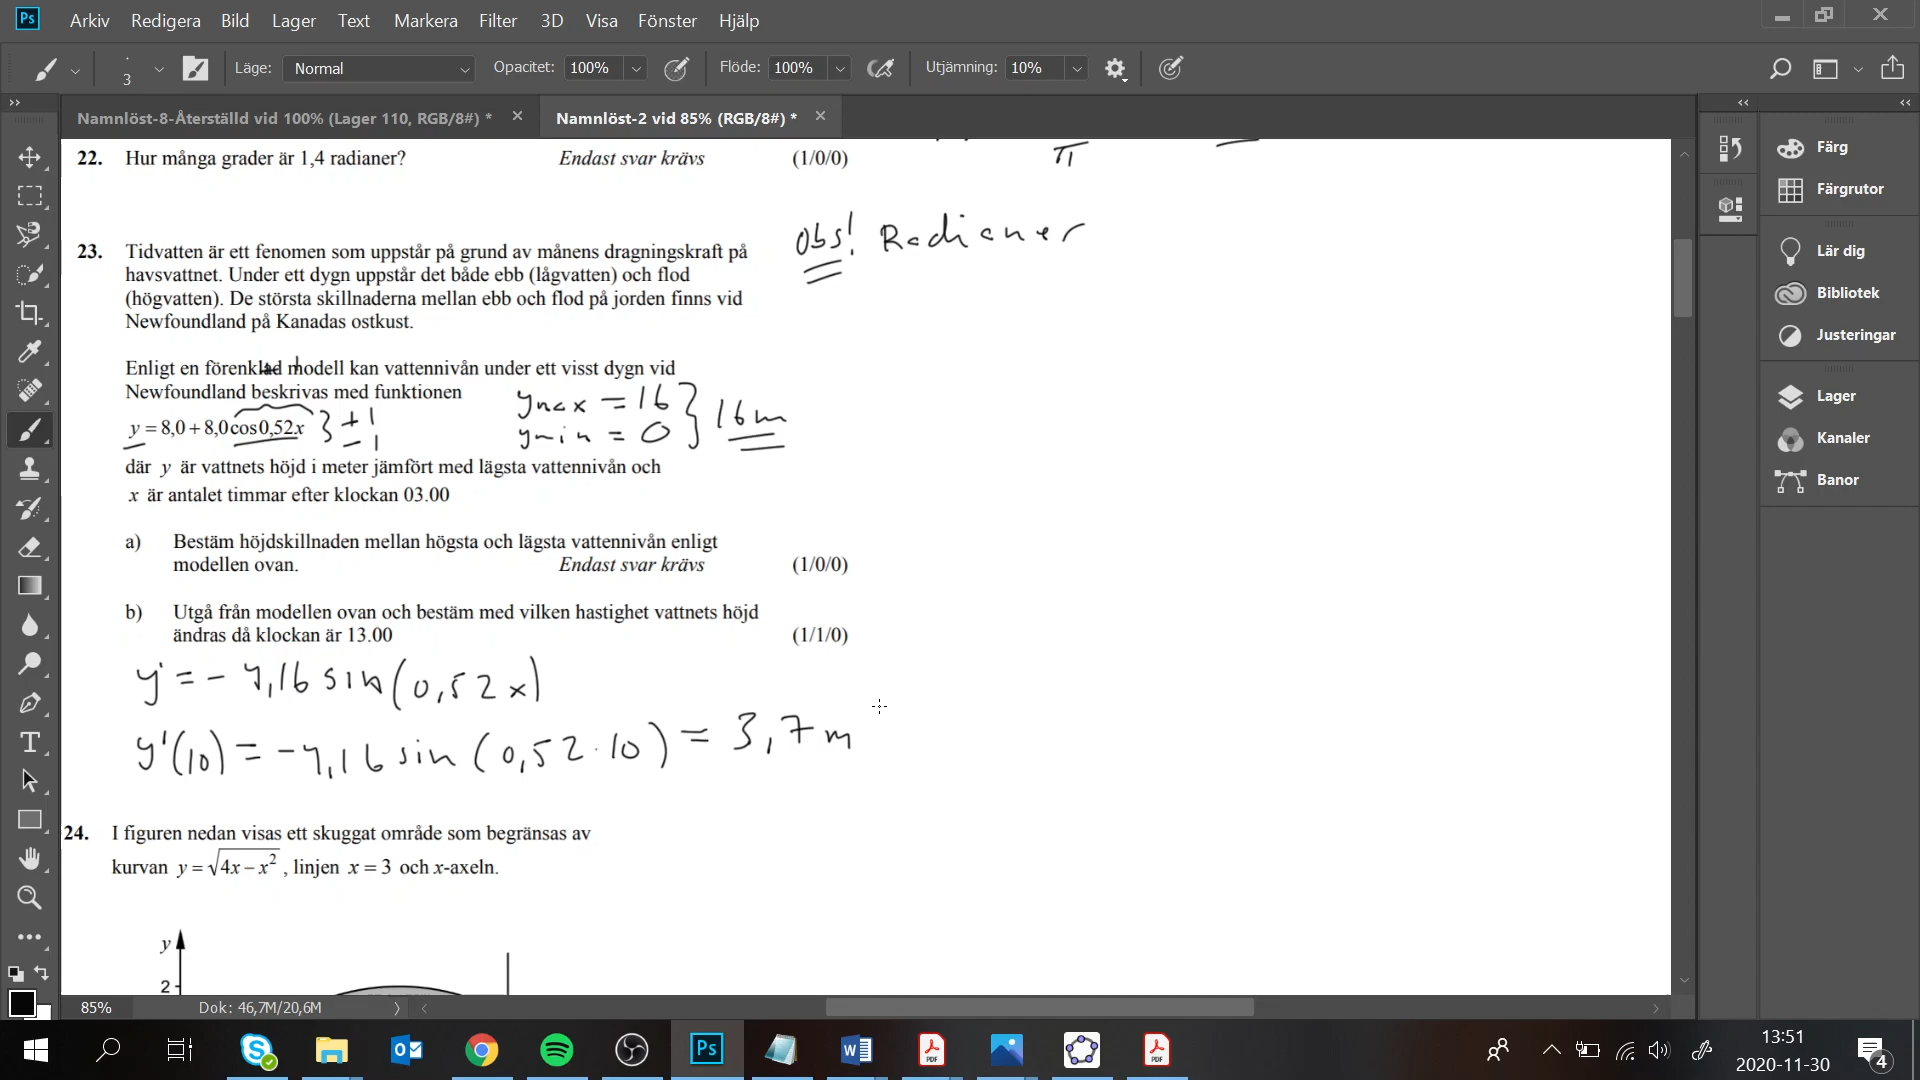 Ps Arkiv Redigera Bild Lager Text Markera Filter 3D Visa Fönster Hjälp
3 Läge: Normal Opacitet: 100% Flöde: 100% Utjämning: 10%
Namnlöst-8-Återställd vid 100% (Lager 110, RGB/8#) * Namnlöst-2 vid 85% (RGB/8#) *
22. Hur många grader är 1,4 radianer? Endast svar krävs (1/0/0)
π
Obs! Radianer
23. Tidvatten är ett fenomen som uppstår på grund av månens dragningskraft på
havsvattnet. Under ett dygn uppstår det både ebb (lågvatten) och flod
(högvatten). De största skillnaderna mellan ebb och flod på jorden finns vid
Newfoundland på Kanadas ostkust.
Enligt en förenklad modell kan vattennivån under ett visst dygn vid
Newfoundland beskrivas med funktionen
y = 8,0 + 8,0cos0,52x } +1 -1
ymax = 16
ymin = 0 } 16m
där y är vattnets höjd i meter jämfört med lägsta vattennivån och
x är antalet timmar efter klockan 03.00
a) Bestäm höjdskillnaden mellan högsta och lägsta vattennivån enligt
modellen ovan. Endast svar krävs (1/0/0)
b) Utgå från modellen ovan och bestäm med vilken hastighet vattnets höjd
ändras då klockan är 13.00 (1/1/0)
y' = - 4,16 sin(0,52x)
y'(10) = -4,16 sin(0,52·10) = 3,7m
24. I figuren nedan visas ett skuggat område som begränsas av
kurvan y = √4x – x² , linjen x = 3 och x-axeln.
y
2
85% Dok: 46,7M/20,6M
Färg
Färgrutor
Lär dig
Bibliotek
Justeringar
Lager
Kanaler
Banor
13:51
2020-11-30
4